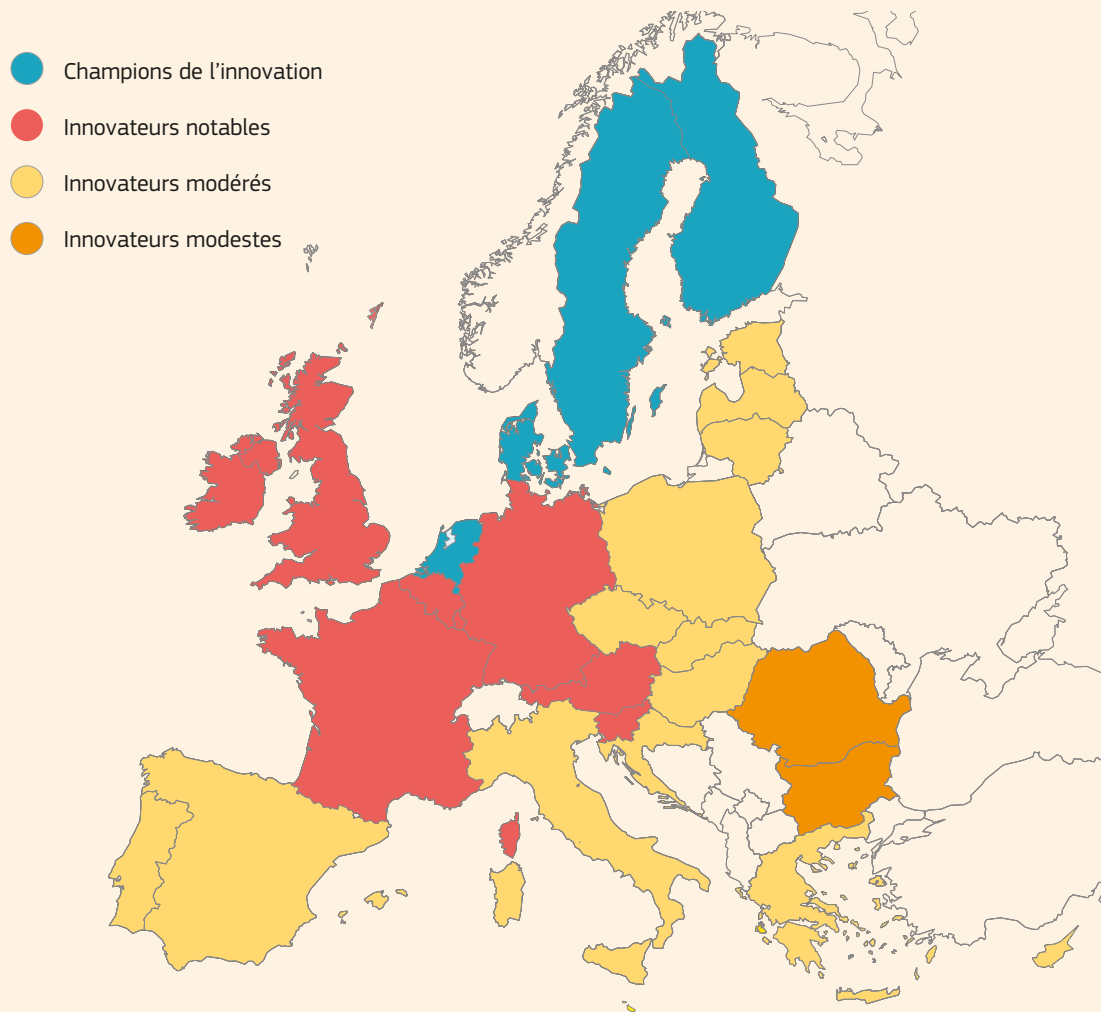 Champions de l’innovation
Innovateurs notables
Innovateurs modérés
Innovateurs modestes